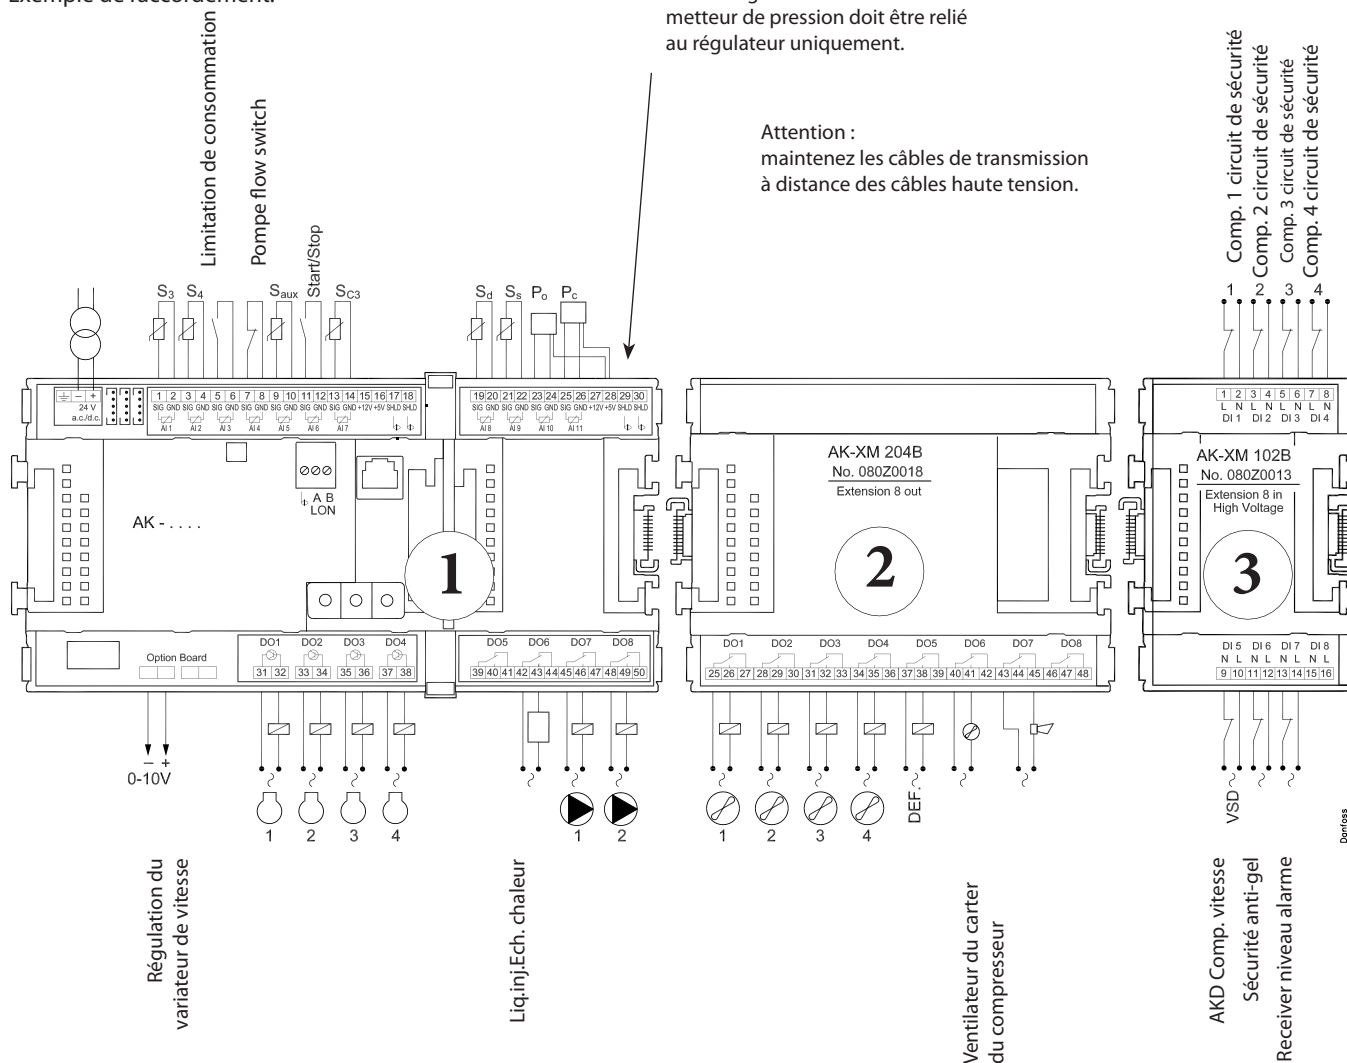 Exemple de raccordement.
metteur de pression doit être relié
au régulateur uniquement.
Attention :
maintenez les câbles de transmission
à distance des câbles haute tension.
Limitation de consommation
Pompe flow switch
Start/Stop
S3 S4 Saux SC3
Sd Ss Po Pc
Comp. 1 circuit de sécurité
Comp. 2 circuit de sécurité
Comp. 3 circuit de sécurité
Comp. 4 circuit de sécurité
1 2 3 4
– +
24 V
a.c./d.c.
1 2 3 4 5 6 7 8 9 10 11 12 13 14 15 16 17 18
SIG GND SIG GND SIG GND SIG GND SIG GND SIG GND SIG GND +12V +5V SHLD SHLD
AI 1 AI 2 AI 3 AI 4 AI 5 AI 6 AI 7
19 20 21 22 23 24 25 26 27 28 29 30
SIG GND SIG GND SIG GND SIG GND +12V +5V SHLD SHLD
AI 8 AI 9 AI 10 AI 11
1 2 3 4 5 6 7 8
L N L N L N L N
DI 1 DI 2 DI 3 DI 4
A B
LON
AK - . . . .
1
AK-XM 204B
No. 080Z0018
Extension 8 out
2
AK-XM 102B
No. 080Z0013
Extension 8 in
High Voltage
3
Option Board
DO1 DO2 DO3 DO4
31 32 33 34 35 36 37 38
DO5 DO6 DO7 DO8
39 40 41 42 43 44 45 46 47 48 49 50
DO1 DO2 DO3 DO4 DO5 DO6 DO7 DO8
25 26 27 28 29 30 31 32 33 34 35 36 37 38 39 40 41 42 43 44 45 46 47 48
DI 5 DI 6 DI 7 DI 8
N L N L N L N L
9 10 11 12 13 14 15 16
– +
0-10V
1 2 3 4
1 2
1 2 3 4
DEF.
VSD
Danfoss
Régulation du
variateur de vitesse
Liq.inj.Ech. chaleur
Ventilateur du carter
du compresseur
AKD Comp. vitesse
Sécurité anti-gel
Receiver niveau alarme